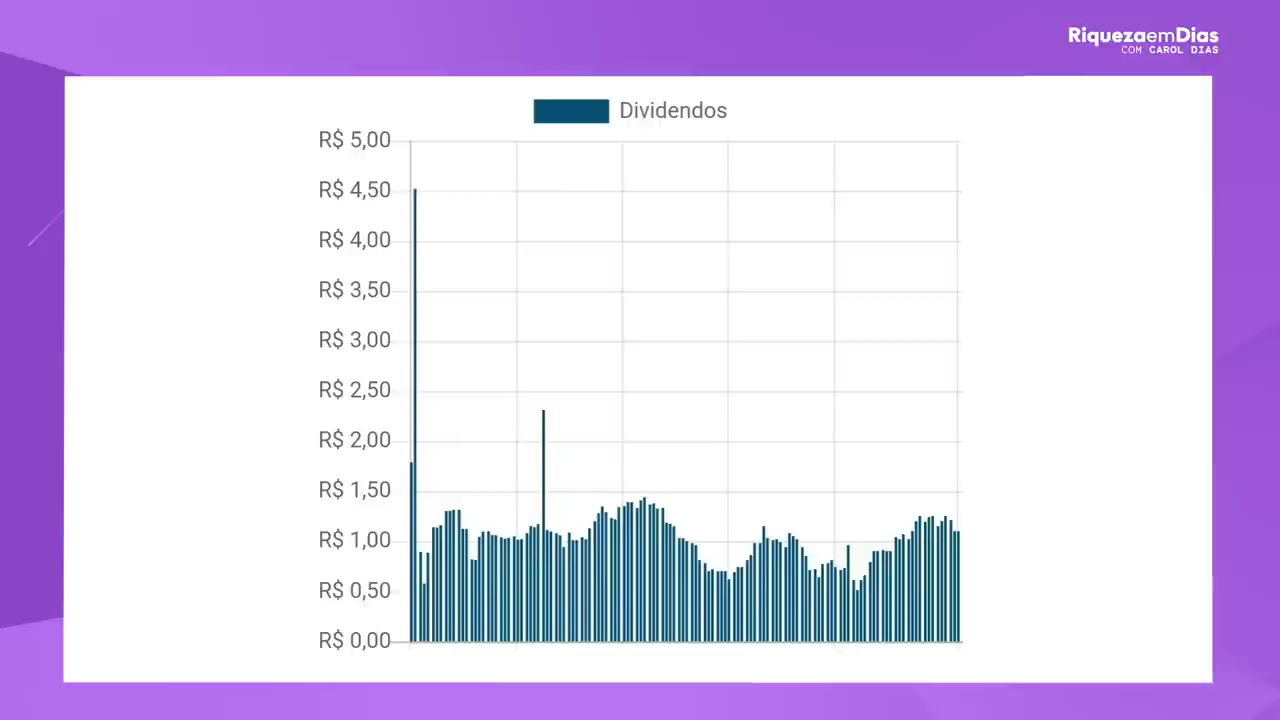 RiquezaemDias
COM CAROL DIAS
Dividendos
R$ 5,00
R$ 4,50
R$ 4,00
R$ 3,50
R$ 3,00
R$ 2,50
R$ 2,00
R$ 1,50
R$ 1,00
R$ 0,50
R$ 0,00